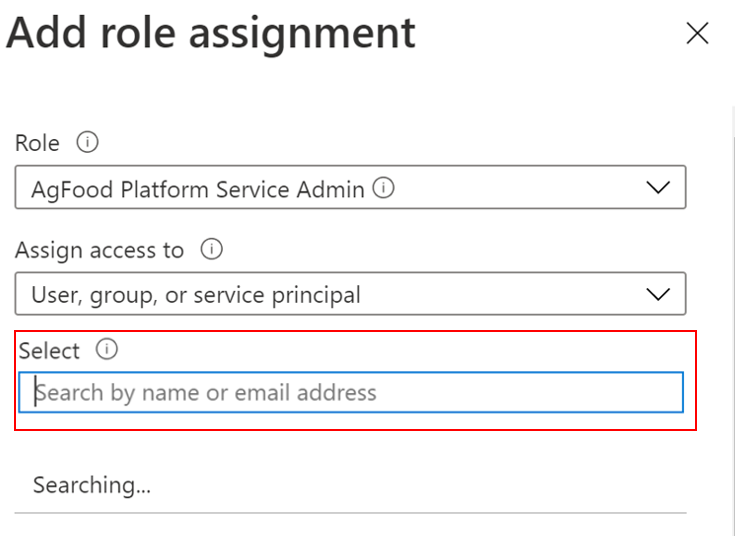 Add role assignment
Role
AgFood Platform Service Admin
Assign access to
User, group, or service principal
Select
Search by name or email address
Searching...